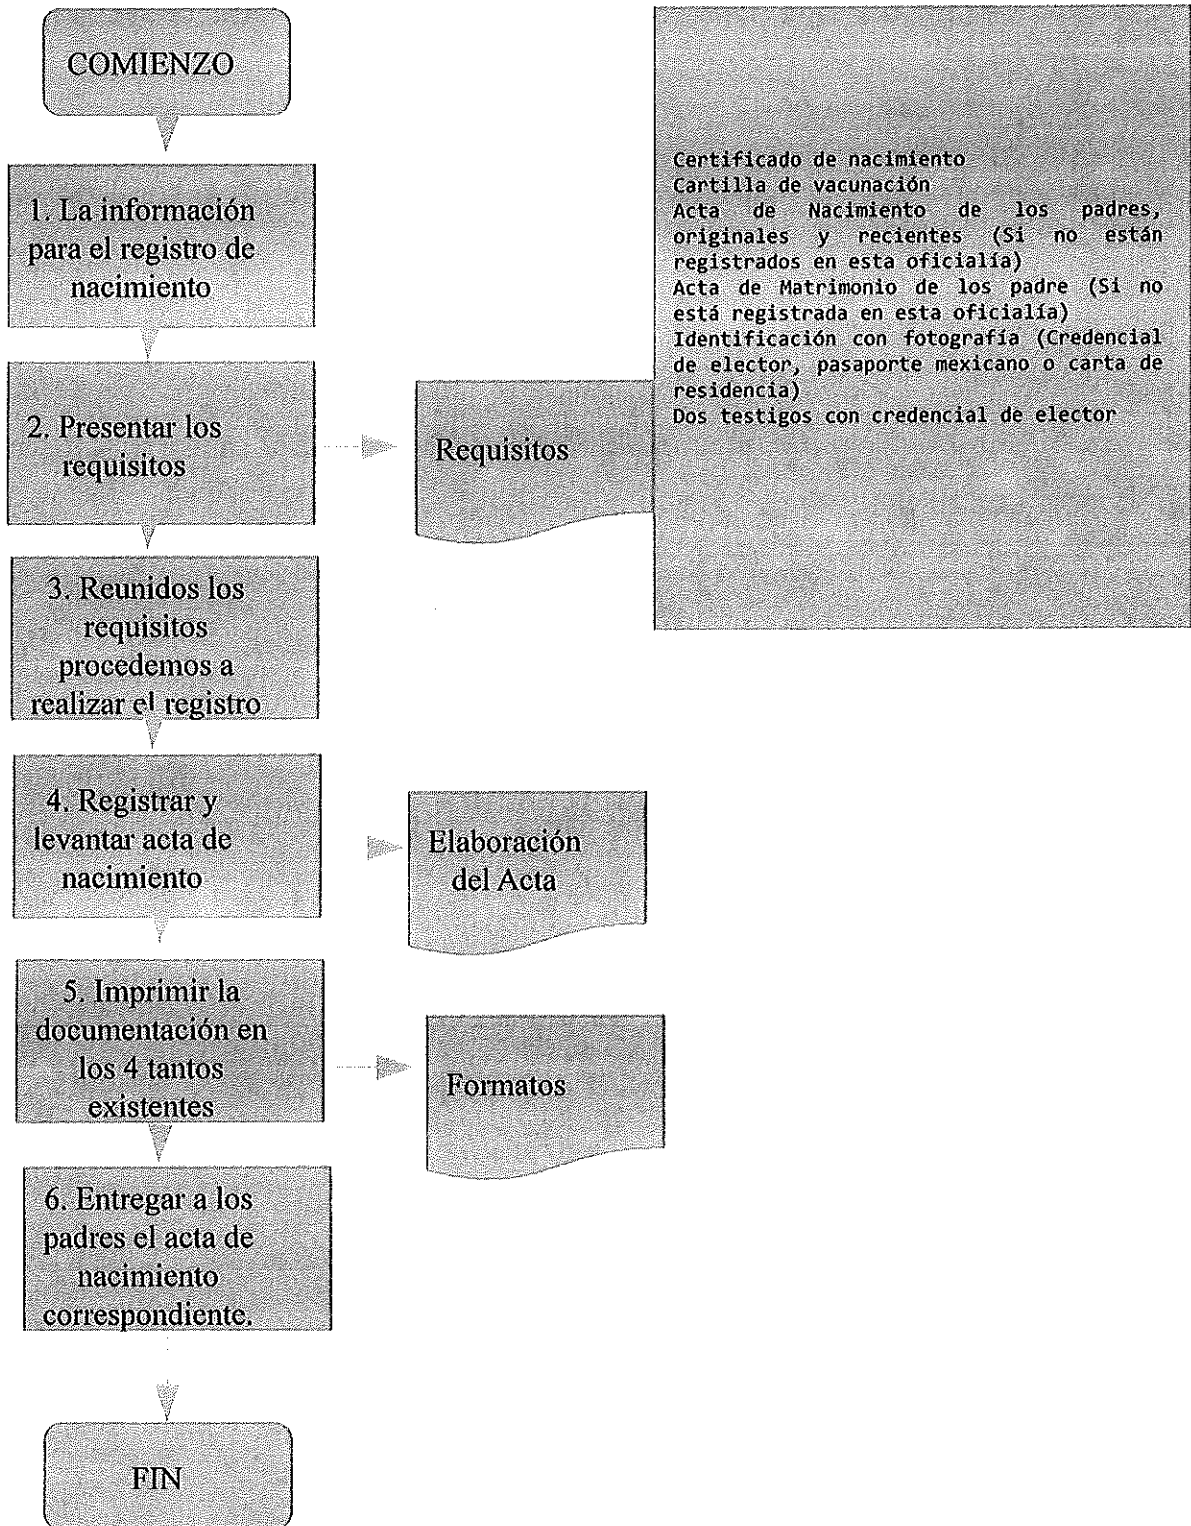 COMIENZO
1. La información
para el registro de
nacimiento
2. Presentar los
requisitos
Requisitos
Certificado de nacimiento
Cartilla de vacunación
Acta de Nacimiento de los padres,
originales y recientes (Si no están
registrados en esta oficialía)
Acta de Matrimonio de los padre (Si no
está registrada en esta oficialía)
Identificación con fotografía (Credencial
de elector, pasaporte mexicano o carta de
residencia)
Dos testigos con credencial de elector
3. Reunidos los
requisitos
procedemos a
realizar el registro
4. Registrar y
levantar acta de
nacimiento
Elaboración
del Acta
5. Imprimir la
documentación en
los 4 tantos
existentes
Formatos
6. Entregar a los
padres el acta de
nacimiento
correspondiente.
FIN